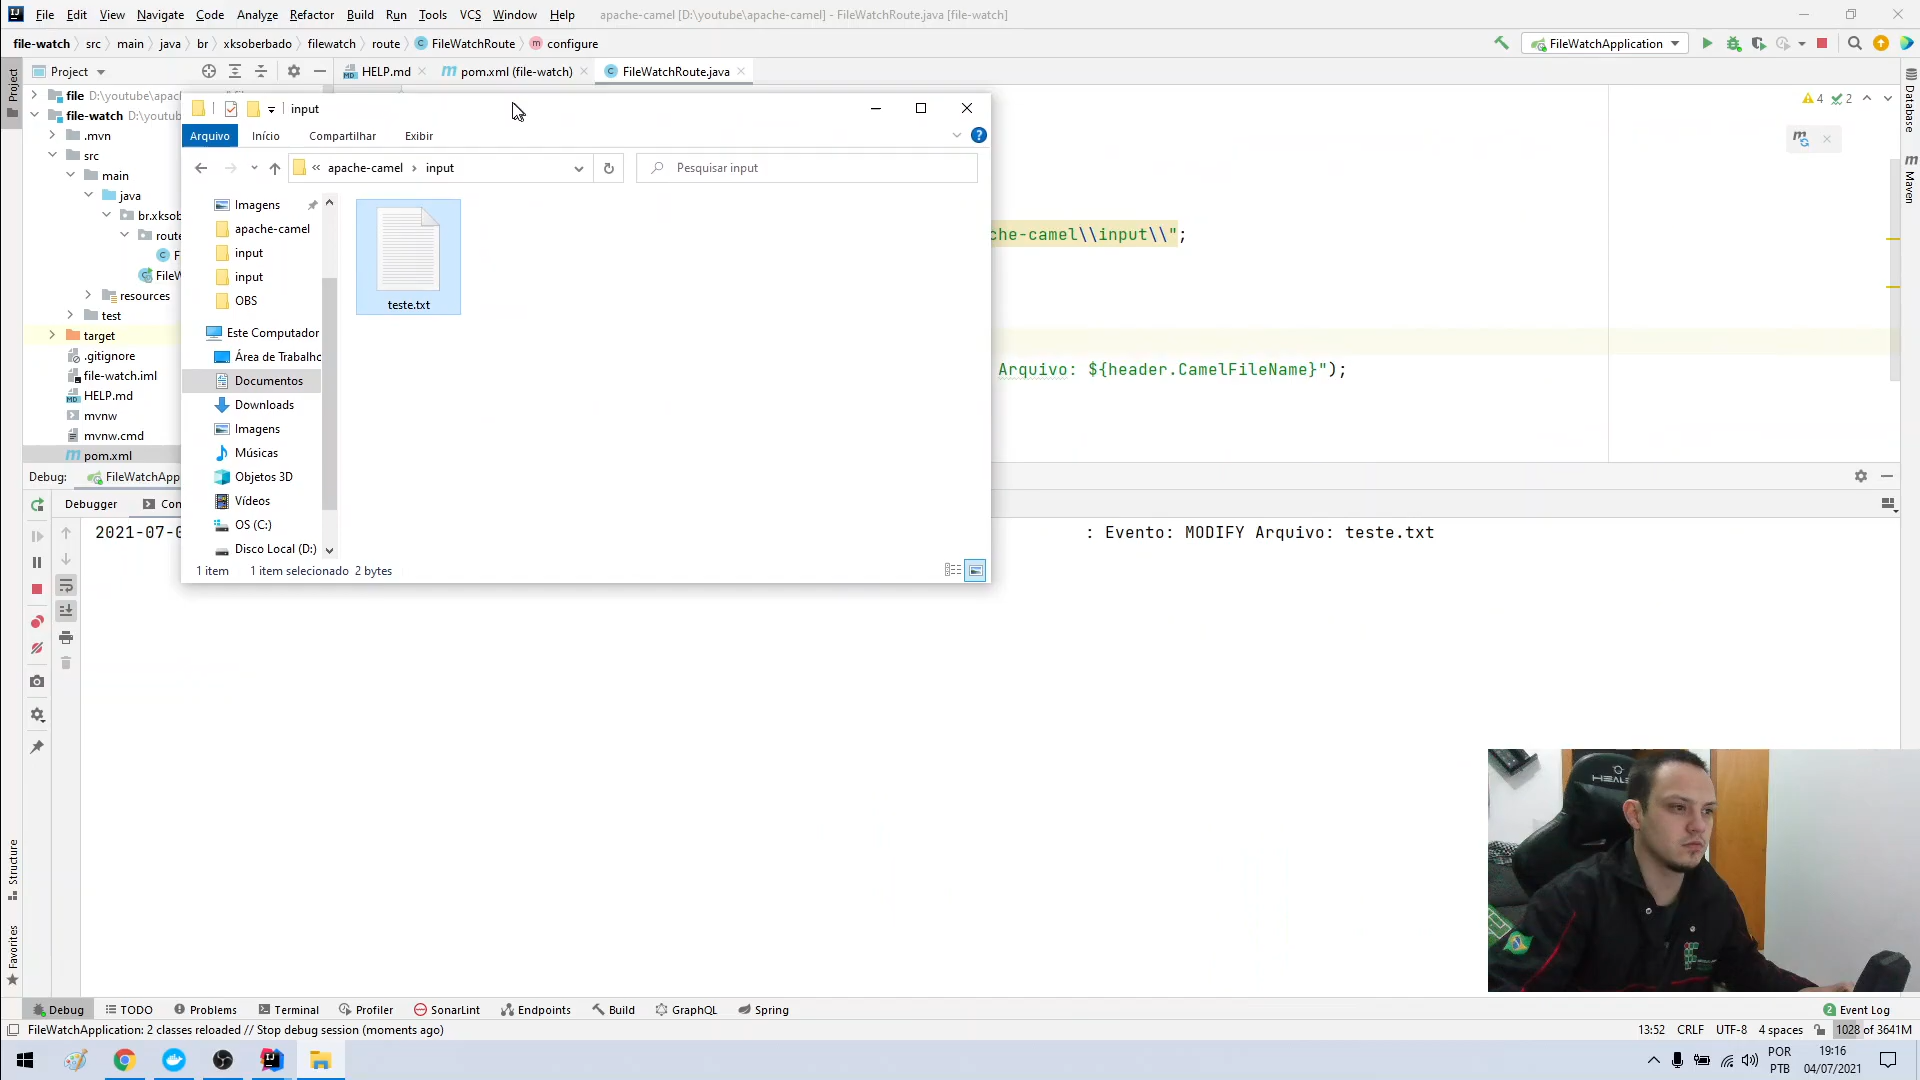 File Edit View Navigate Code Analyze Refactor Build Run Tools VCS Window Help apache-camel [D:\youtube\apache-camel] - FileWatchRoute.java [file-watch]
file-watch src main java br xksoberbado filewatch route FileWatchRoute configure FileWatchApplication
Project HELP.md pom.xml (file-watch) FileWatchRoute.java
Project
file D:\youtube\apac
file-watch D:\youtub
.mvn
src
main
java
br.xksob
route
F
FileW
resources
test
target
.gitignore
file-watch.iml
HELP.md
mvnw
mvnw.cmd
pom.xml
input
Arquivo Início Compartilhar Exibir
« apache-camel › input Pesquisar input
Imagens
apache-camel
input
input
OBS
Este Computador
Área de Trabalho
Documentos
Downloads
Imagens
Músicas
Objetos 3D
Vídeos
OS (C:)
Disco Local (D:)
teste.txt
1 item 1 item selecionado 2 bytes
4 2
che-camel\\input\\";
Arquivo: ${header.CamelFileName}");
Database
Maven
Debug: FileWatchApp
Debugger Con
2021-07-0 : Evento: MODIFY Arquivo: teste.txt
Structure
Favorites
Debug TODO Problems Terminal Profiler SonarLint Endpoints Build GraphQL Spring 2 Event Log
FileWatchApplication: 2 classes reloaded // Stop debug session (moments ago) 13:52 CRLF UTF-8 4 spaces 1028 of 3641M
POR
PTB
19:16
04/07/2021